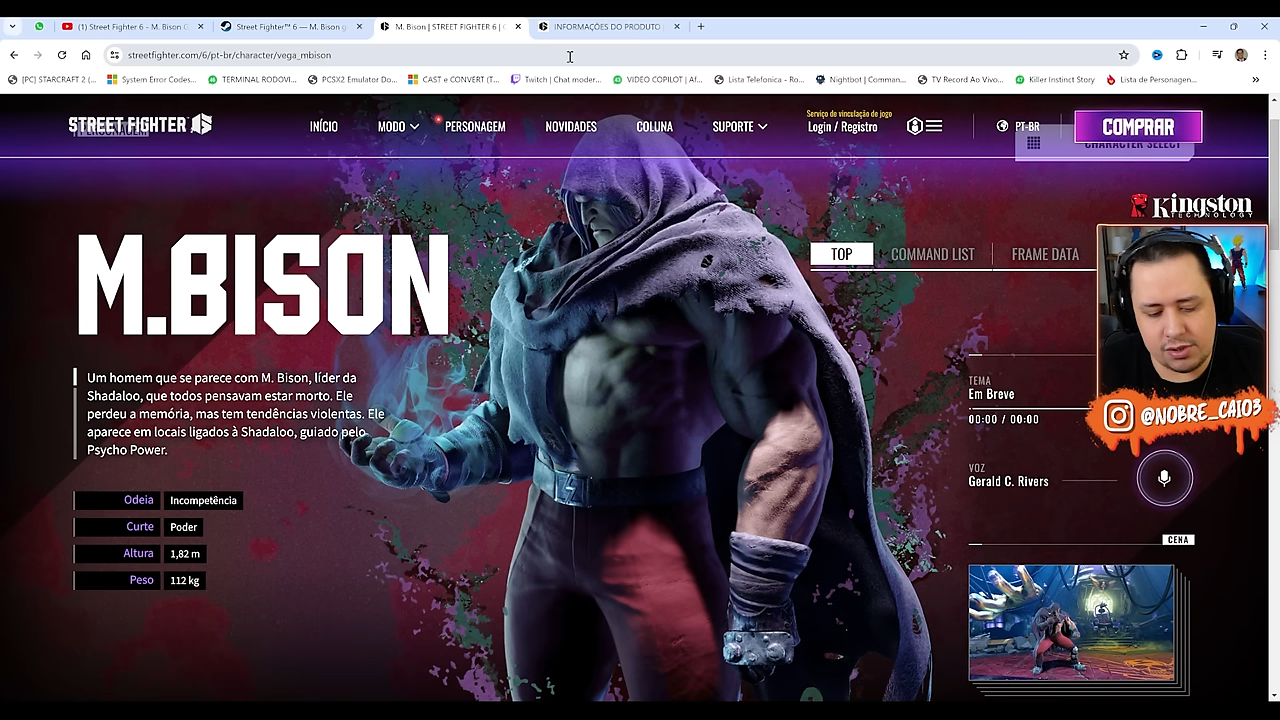 (1) Street Fighter 6 - M. Bison G
Street Fighter™ 6 — M. Bison g
M. Bison | STREET FIGHTER 6 | C
INFORMAÇÕES DO PRODUTO
streetfighter.com/6/pt-br/character/vega_mbison
[PC] STARCRAFT 2 (...
System Error Codes...
TERMINAL RODOVI...
PCSX2 Emulator Do...
CAST e CONVERT (T...
Twitch | Chat moder...
VIDEO COPILOT | Af...
Lista Telefonica - Ro...
Nightbot | Comman...
TV Record Ao Vivo...
Killer Instinct Story
Lista de Personagen...
STREET FIGHTER 6
INÍCIO
MODO
PERSONAGEM
NOVIDADES
COLUNA
SUPORTE
Serviço de vinculação de jogo
Login / Registro
PT-BR
COMPRAR
CHARACTER SELECT
Kingston
TECHNOLOGY
M.BISON
TOP
COMMAND LIST
FRAME DATA
Um homem que se parece com M. Bison, líder da
Shadaloo, que todos pensavam estar morto. Ele
perdeu a memória, mas tem tendências violentas. Ele
aparece em locais ligados à Shadaloo, guiado pelo
Psycho Power.
Odeia Incompetência
Curte Poder
Altura 1,82 m
Peso 112 kg
TEMA
Em Breve
00:00 / 00:00
VOZ
Gerald C. Rivers
CENA
@NOBRE_CAIO3